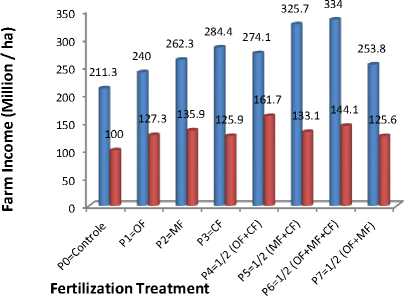 Farm Income (Million / ha)
350
300
250
200
150
100
50
0
211.3
100
240
127.3
262.3
135.9
284.4
125.9
274.1
161.7
325.7
133.1
334
144.1
253.8
125.6
P0=Controle
P1=OF
P2=MF
P3=CF
P4=1/2 (OF+CF)
P5=1/2 (MF+CF)
P6=1/2 (OF+MF+CF)
P7=1/2 (OF+MF)
Fertilization Treatment